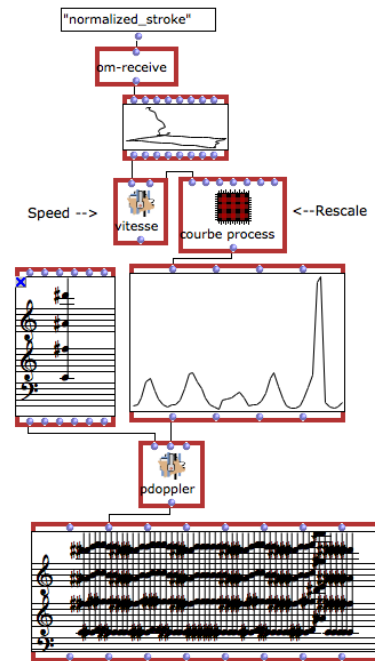 "normalized_stroke"
om-receive
Speed -->
vitesse
courbe process
<--Rescale
pdoppler